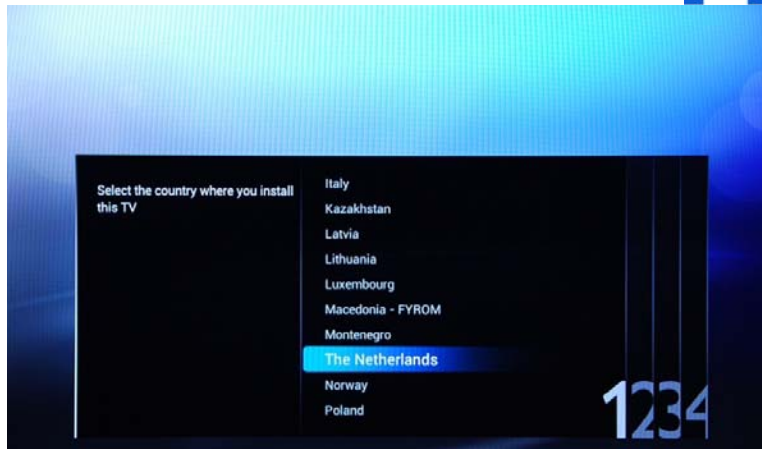 Select the country where you install
this TV
Italy
Kazakhstan
Latvia
Lithuania
Luxembourg
Macedonia - FYROM
Montenegro
The Netherlands
Norway
Poland
1234